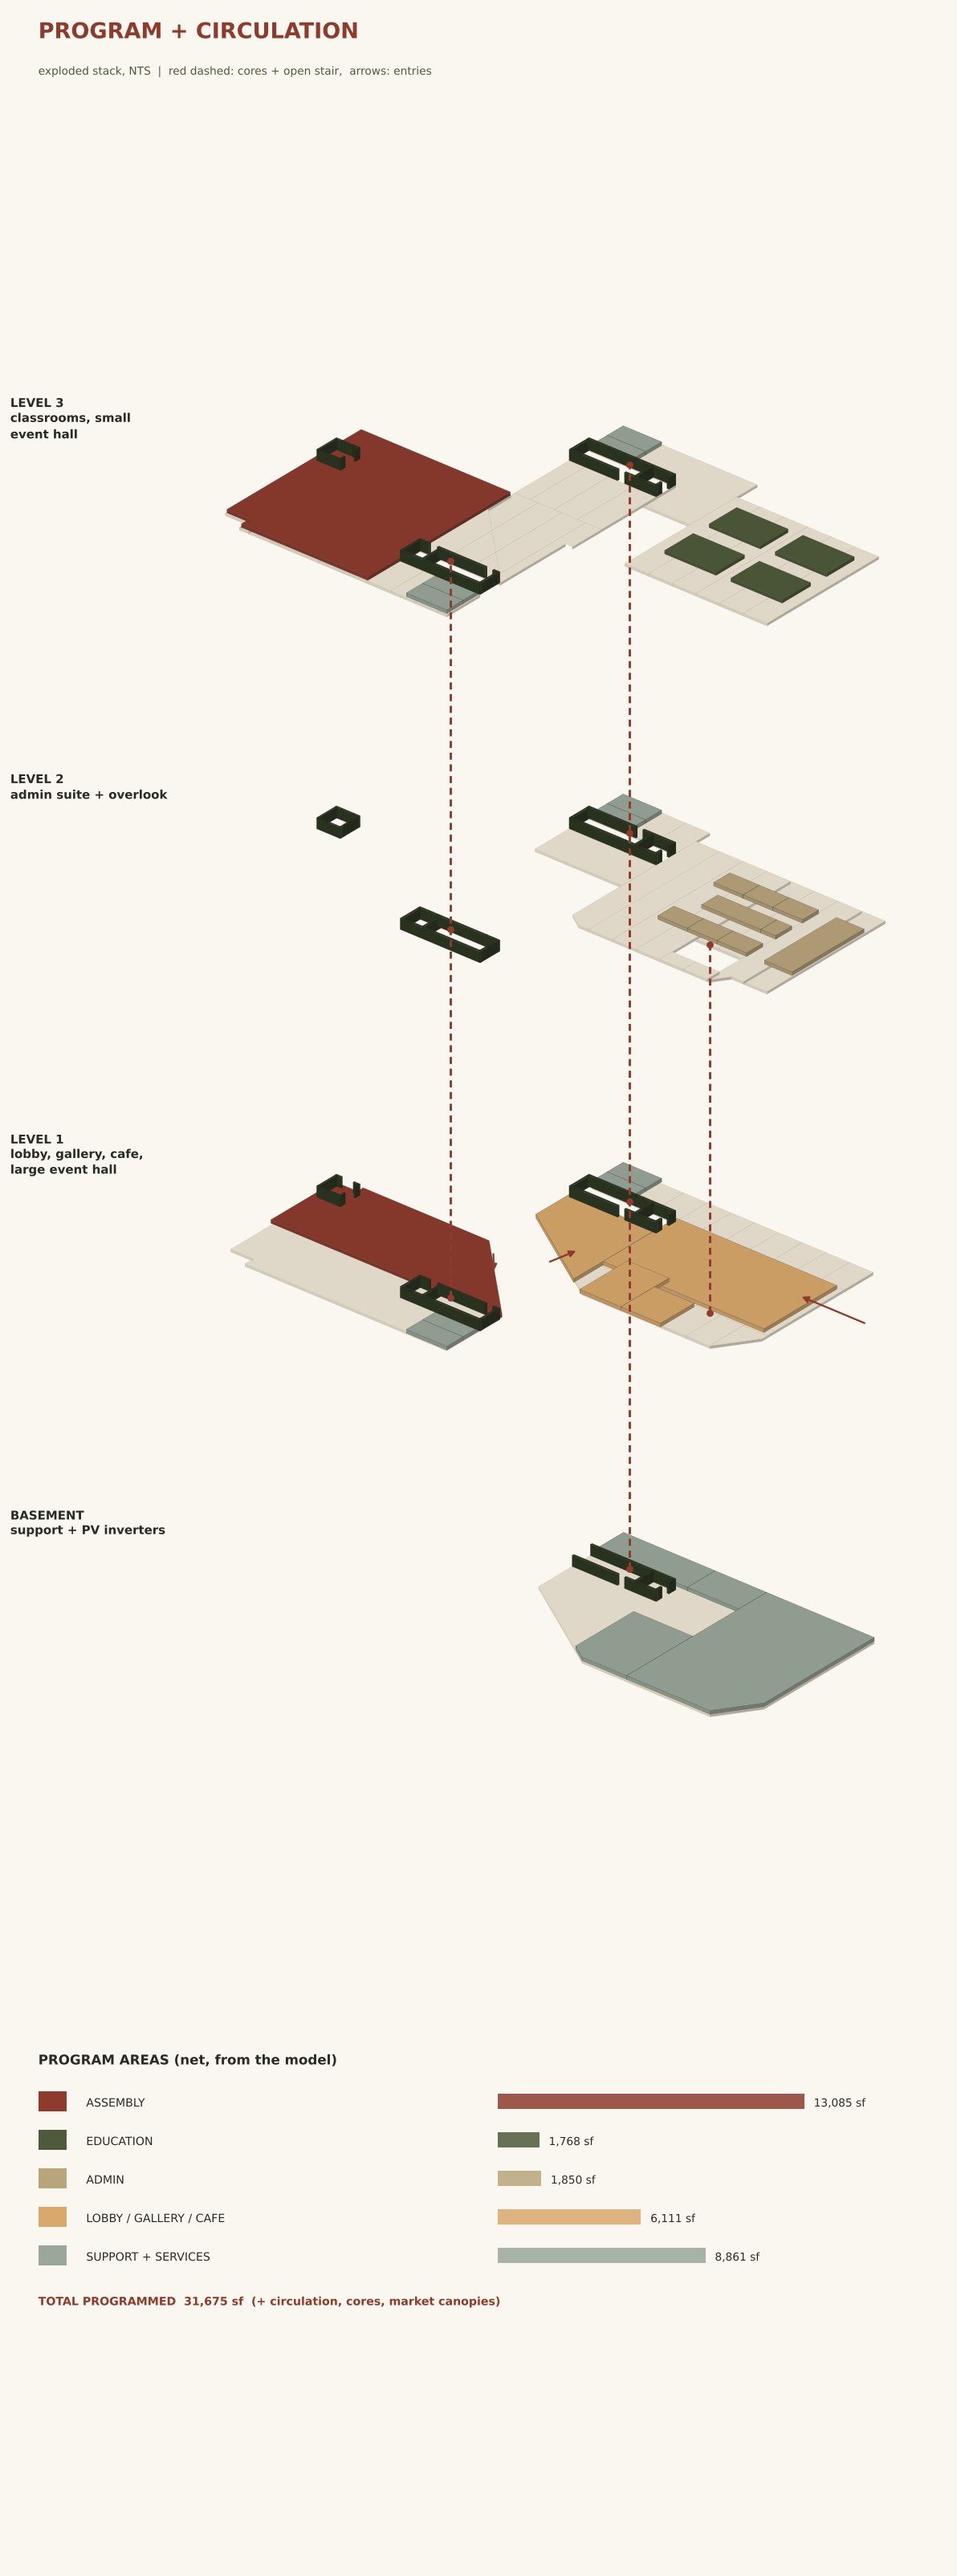 PROGRAM + CIRCULATION
exploded stack, NTS | red dashed: cores + open stair, arrows: entries
LEVEL 3
classrooms, small
event hall
LEVEL 2
admin suite + overlook
LEVEL 1
lobby, gallery, cafe,
large event hall
BASEMENT
support + PV inverters
PROGRAM AREAS (net, from the model)
ASSEMBLY 13,085 sf
EDUCATION 1,768 sf
ADMIN 1,850 sf
LOBBY / GALLERY / CAFE 6,111 sf
SUPPORT + SERVICES 8,861 sf
TOTAL PROGRAMMED 31,675 sf (+ circulation, cores, market canopies)